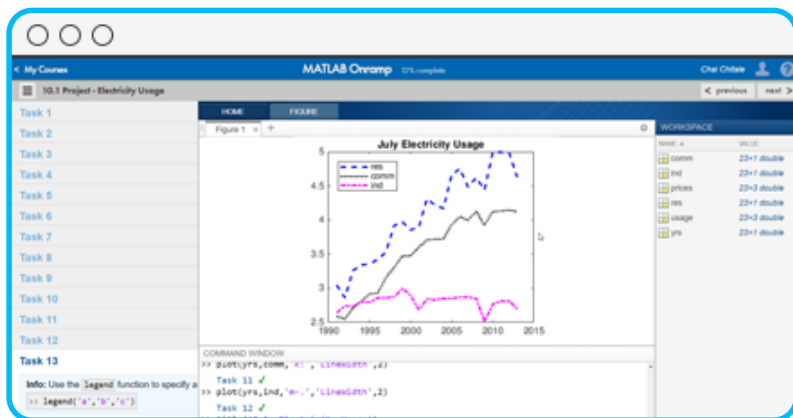 < My Courses
MATLAB Onramp 12% complete
Chai Chitale
10.1 Project - Electricity Usage
< previous
next >
Task 1
Task 2
Task 3
Task 4
Task 5
Task 6
Task 7
Task 8
Task 9
Task 10
Task 11
Task 12
Task 13
Info: Use the legend function to specify a
>> legend('a','b','c')
HOME
FIGURE
Figure 1 × +
July Electricity Usage
res
comm
ind
5
4.5
4
3.5
3
2.5
1990 1995 2000 2005 2010 2015
COMMAND WINDOW
>> plot(yrs,comm,'k:','LineWidth',2)
Task 11 ✓
>> plot(yrs,ind,'m-.','LineWidth',2)
Task 12 ✓
WORKSPACE
NAME VALUE
comm 23×1 double
ind 23×1 double
prices 23×3 double
res 23×1 double
usage 23×3 double
yrs 23×1 double